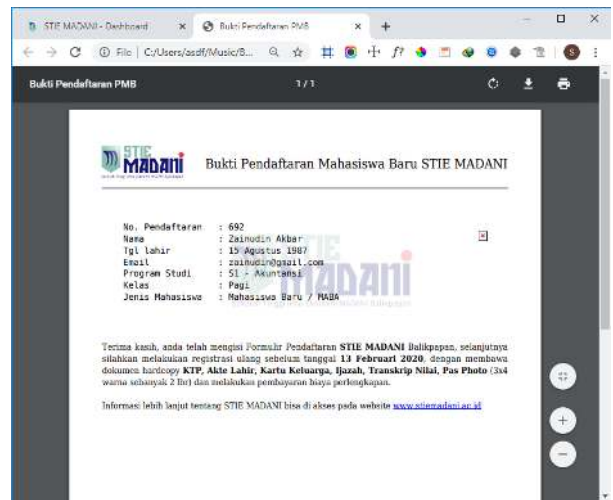 STIE MADANI - Dashboard
Bukti Pendaftaran PMB
File | C:/Users/asdf/Music/B...
Bukti Pendaftaran PMB
1 / 1
STIE
MADANI
Bukti Pendaftaran Mahasiswa Baru STIE MADANI
No. Pendaftaran : 692
Nama : Zainudin Akbar
Tgl lahir : 15 Agustus 1987
Email : zainudin@gmail.com
Program Studi : S1 - Akuntansi
Kelas : Pagi
Jenis Mahasiswa : Mahasiswa Baru / MABA
STIE
MADANI
Terima kasih, anda telah mengisi Formulir Pendaftaran STIE MADANI Balikpapan, selanjutnya
silahkan melakukan registrasi ulang sebelum tanggal 13 Februari 2020, dengan membawa
dokumen hardcopy KTP, Akte Lahir, Kartu Keluarga, Ijazah, Transkrip Nilai, Pas Photo (3x4
warna sebanyak 2 lbr) dan melakukan pembayaran biaya perlengkapan.
Informasi lebih lanjut tentang STIE MADANI bisa di akses pada website www.stiemadani.ac.id